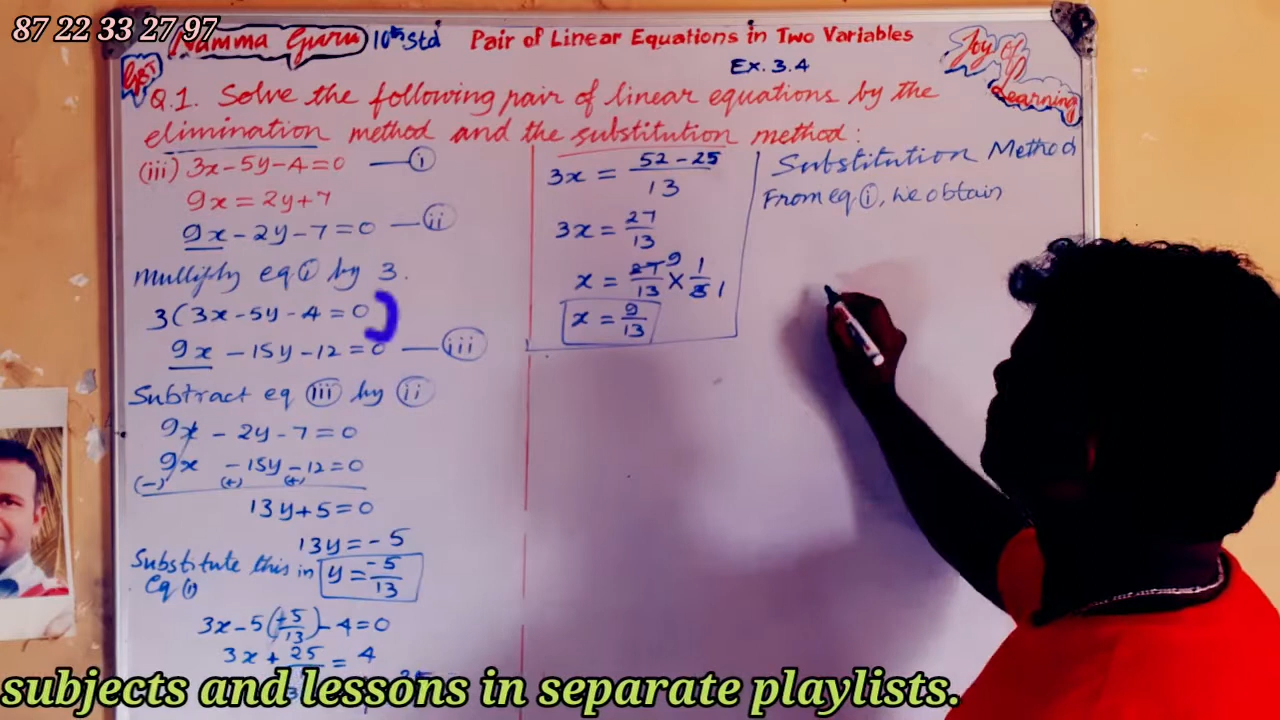 87 22 33 27 97
Namma Guru 10th Std Pair of Linear Equations in Two Variables
Joy Of Learning
Ex. 3.4
Q.1. Solve the following pair of linear equations by the
elimination method and the substitution method:
(iii) 3x-5y-4=0 —(i)
9x = 2y+7
9x-2y-7=0 —(ii)
Multiply eq (i) by 3.
3(3x-5y-4=0)
9x-15y-12=0 —(iii)
Subtract eq (iii) by (ii)
9x - 2y-7=0
9x -15y-12=0
(-) (+) (+)
13y+5=0
13y=-5
Substitute this in y=-5/13
Eq (i)
3x-5(-5/13)-4=0
3x+25/ = 4
3x = 52-25/13
3x = 27/13
x = 27/13 9 × 1/3 1
x = 9/13
Substitution Method
From eq (i), we obtain
subjects and lessons in separate playlists.